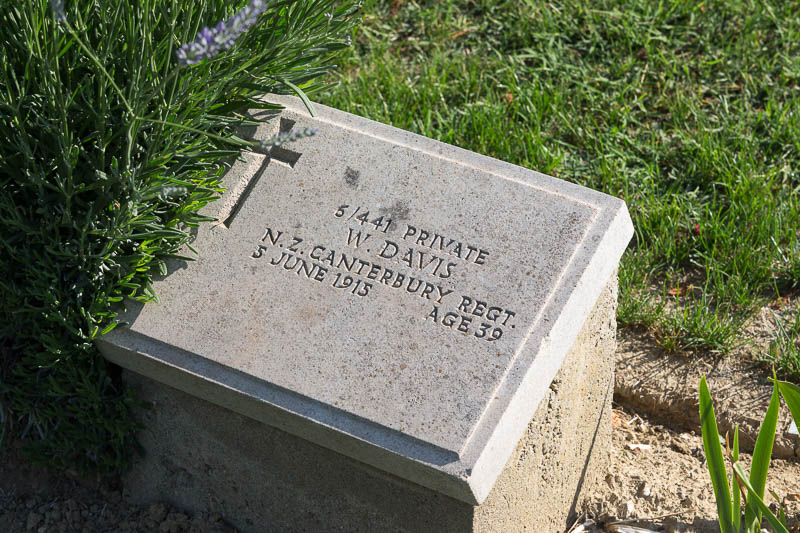 6/441 PRIVATE
W. DAVIS
N.Z. CANTERBURY REGT.
5 JUNE 1915 AGE 39